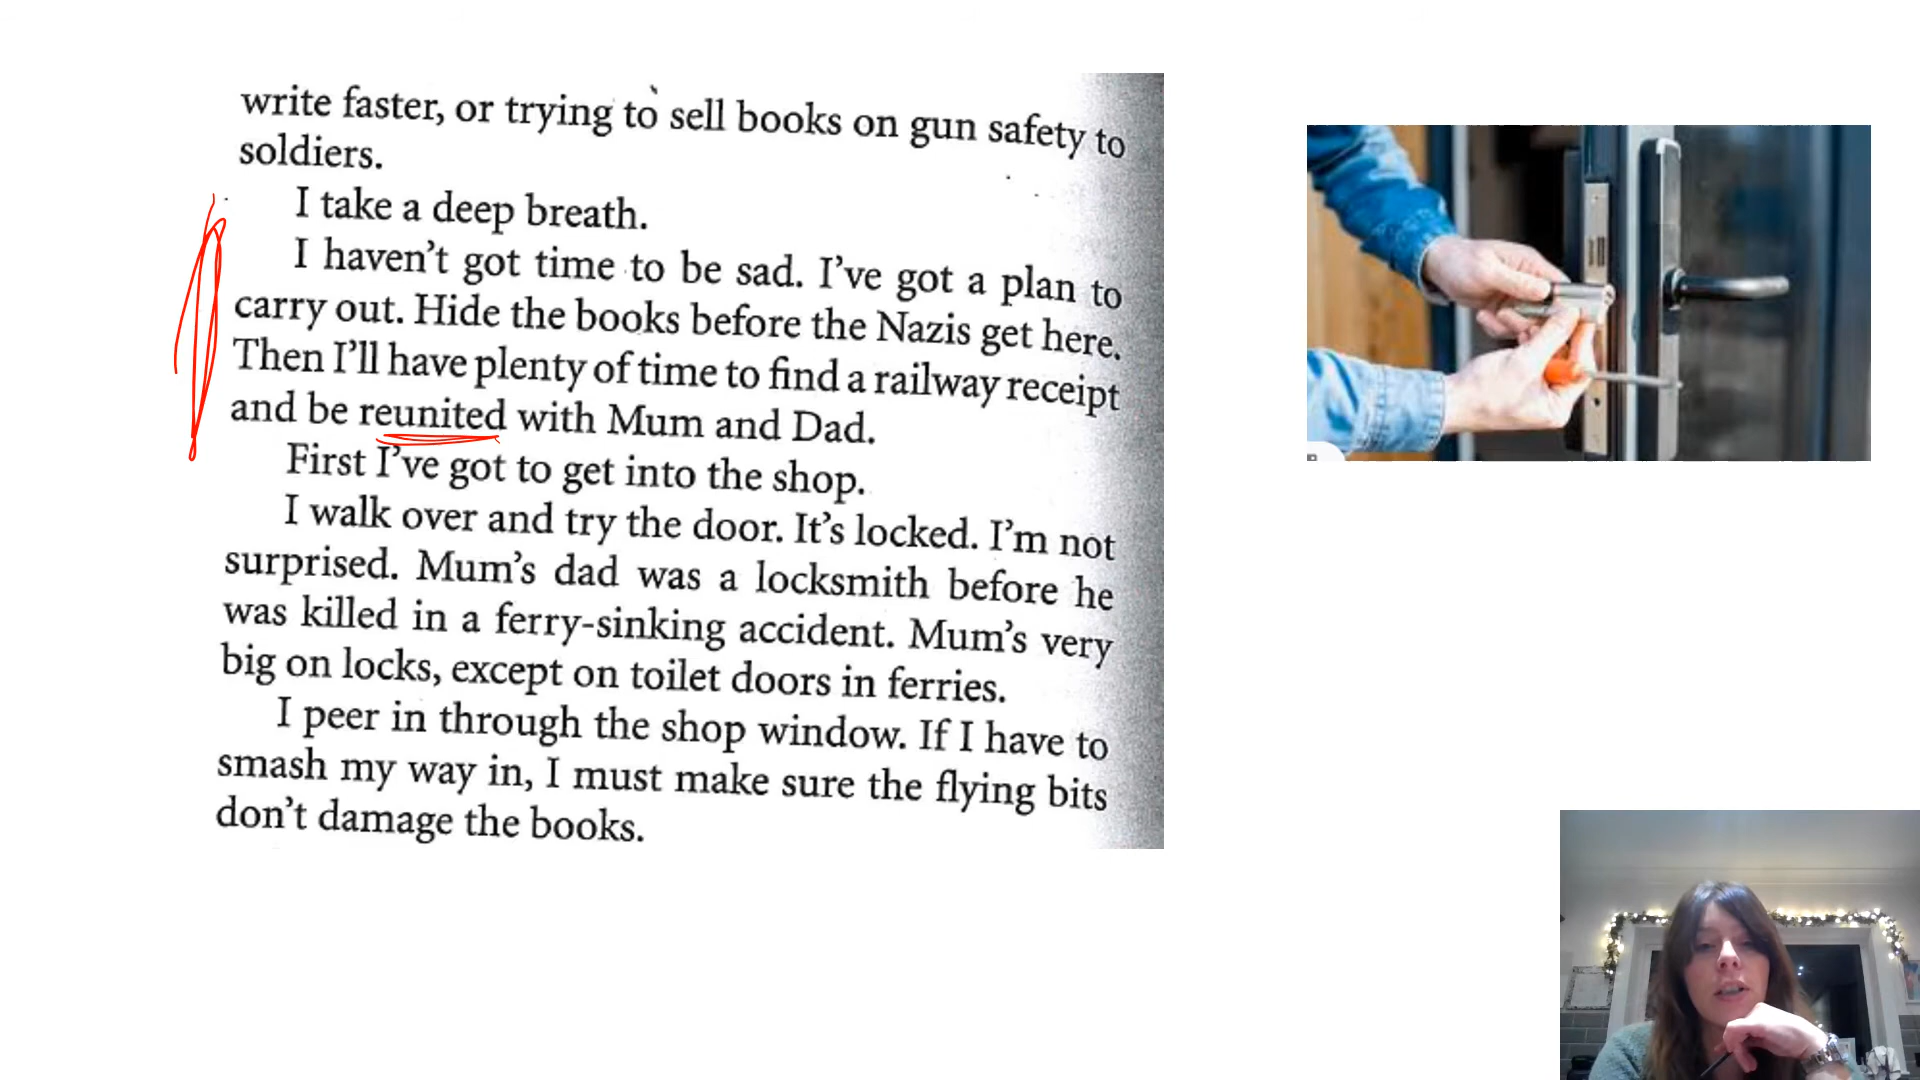 write faster, or trying to sell books on gun safety to
soldiers.
I take a deep breath.
I haven’t got time to be sad. I’ve got a plan to
carry out. Hide the books before the Nazis get here.
Then I’ll have plenty of time to find a railway receipt
and be reunited with Mum and Dad.
First I’ve got to get into the shop.
I walk over and try the door. It’s locked. I’m not
surprised. Mum’s dad was a locksmith before he
was killed in a ferry-sinking accident. Mum’s very
big on locks, except on toilet doors in ferries.
I peer in through the shop window. If I have to
smash my way in, I must make sure the flying bits
don’t damage the books.